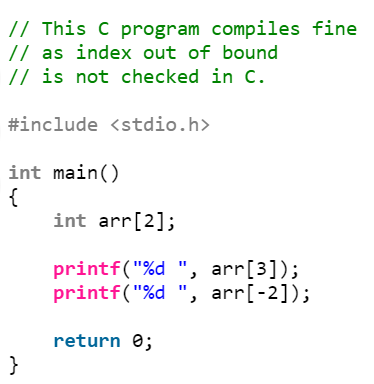 // This C program compiles fine
// as index out of bound
// is not checked in C.
#include <stdio.h>
int main()
{
    int arr[2];
    printf("%d ", arr[3]);
    printf("%d ", arr[-2]);
    return 0;
}